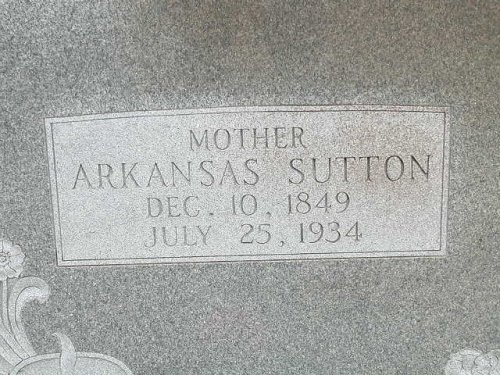 MOTHER
ARKANSAS SUTTON
DEC. 10, 1849
JULY 25, 1934